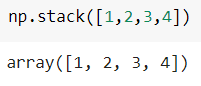 np.stack([1,2,3,4])
array([1, 2, 3, 4])